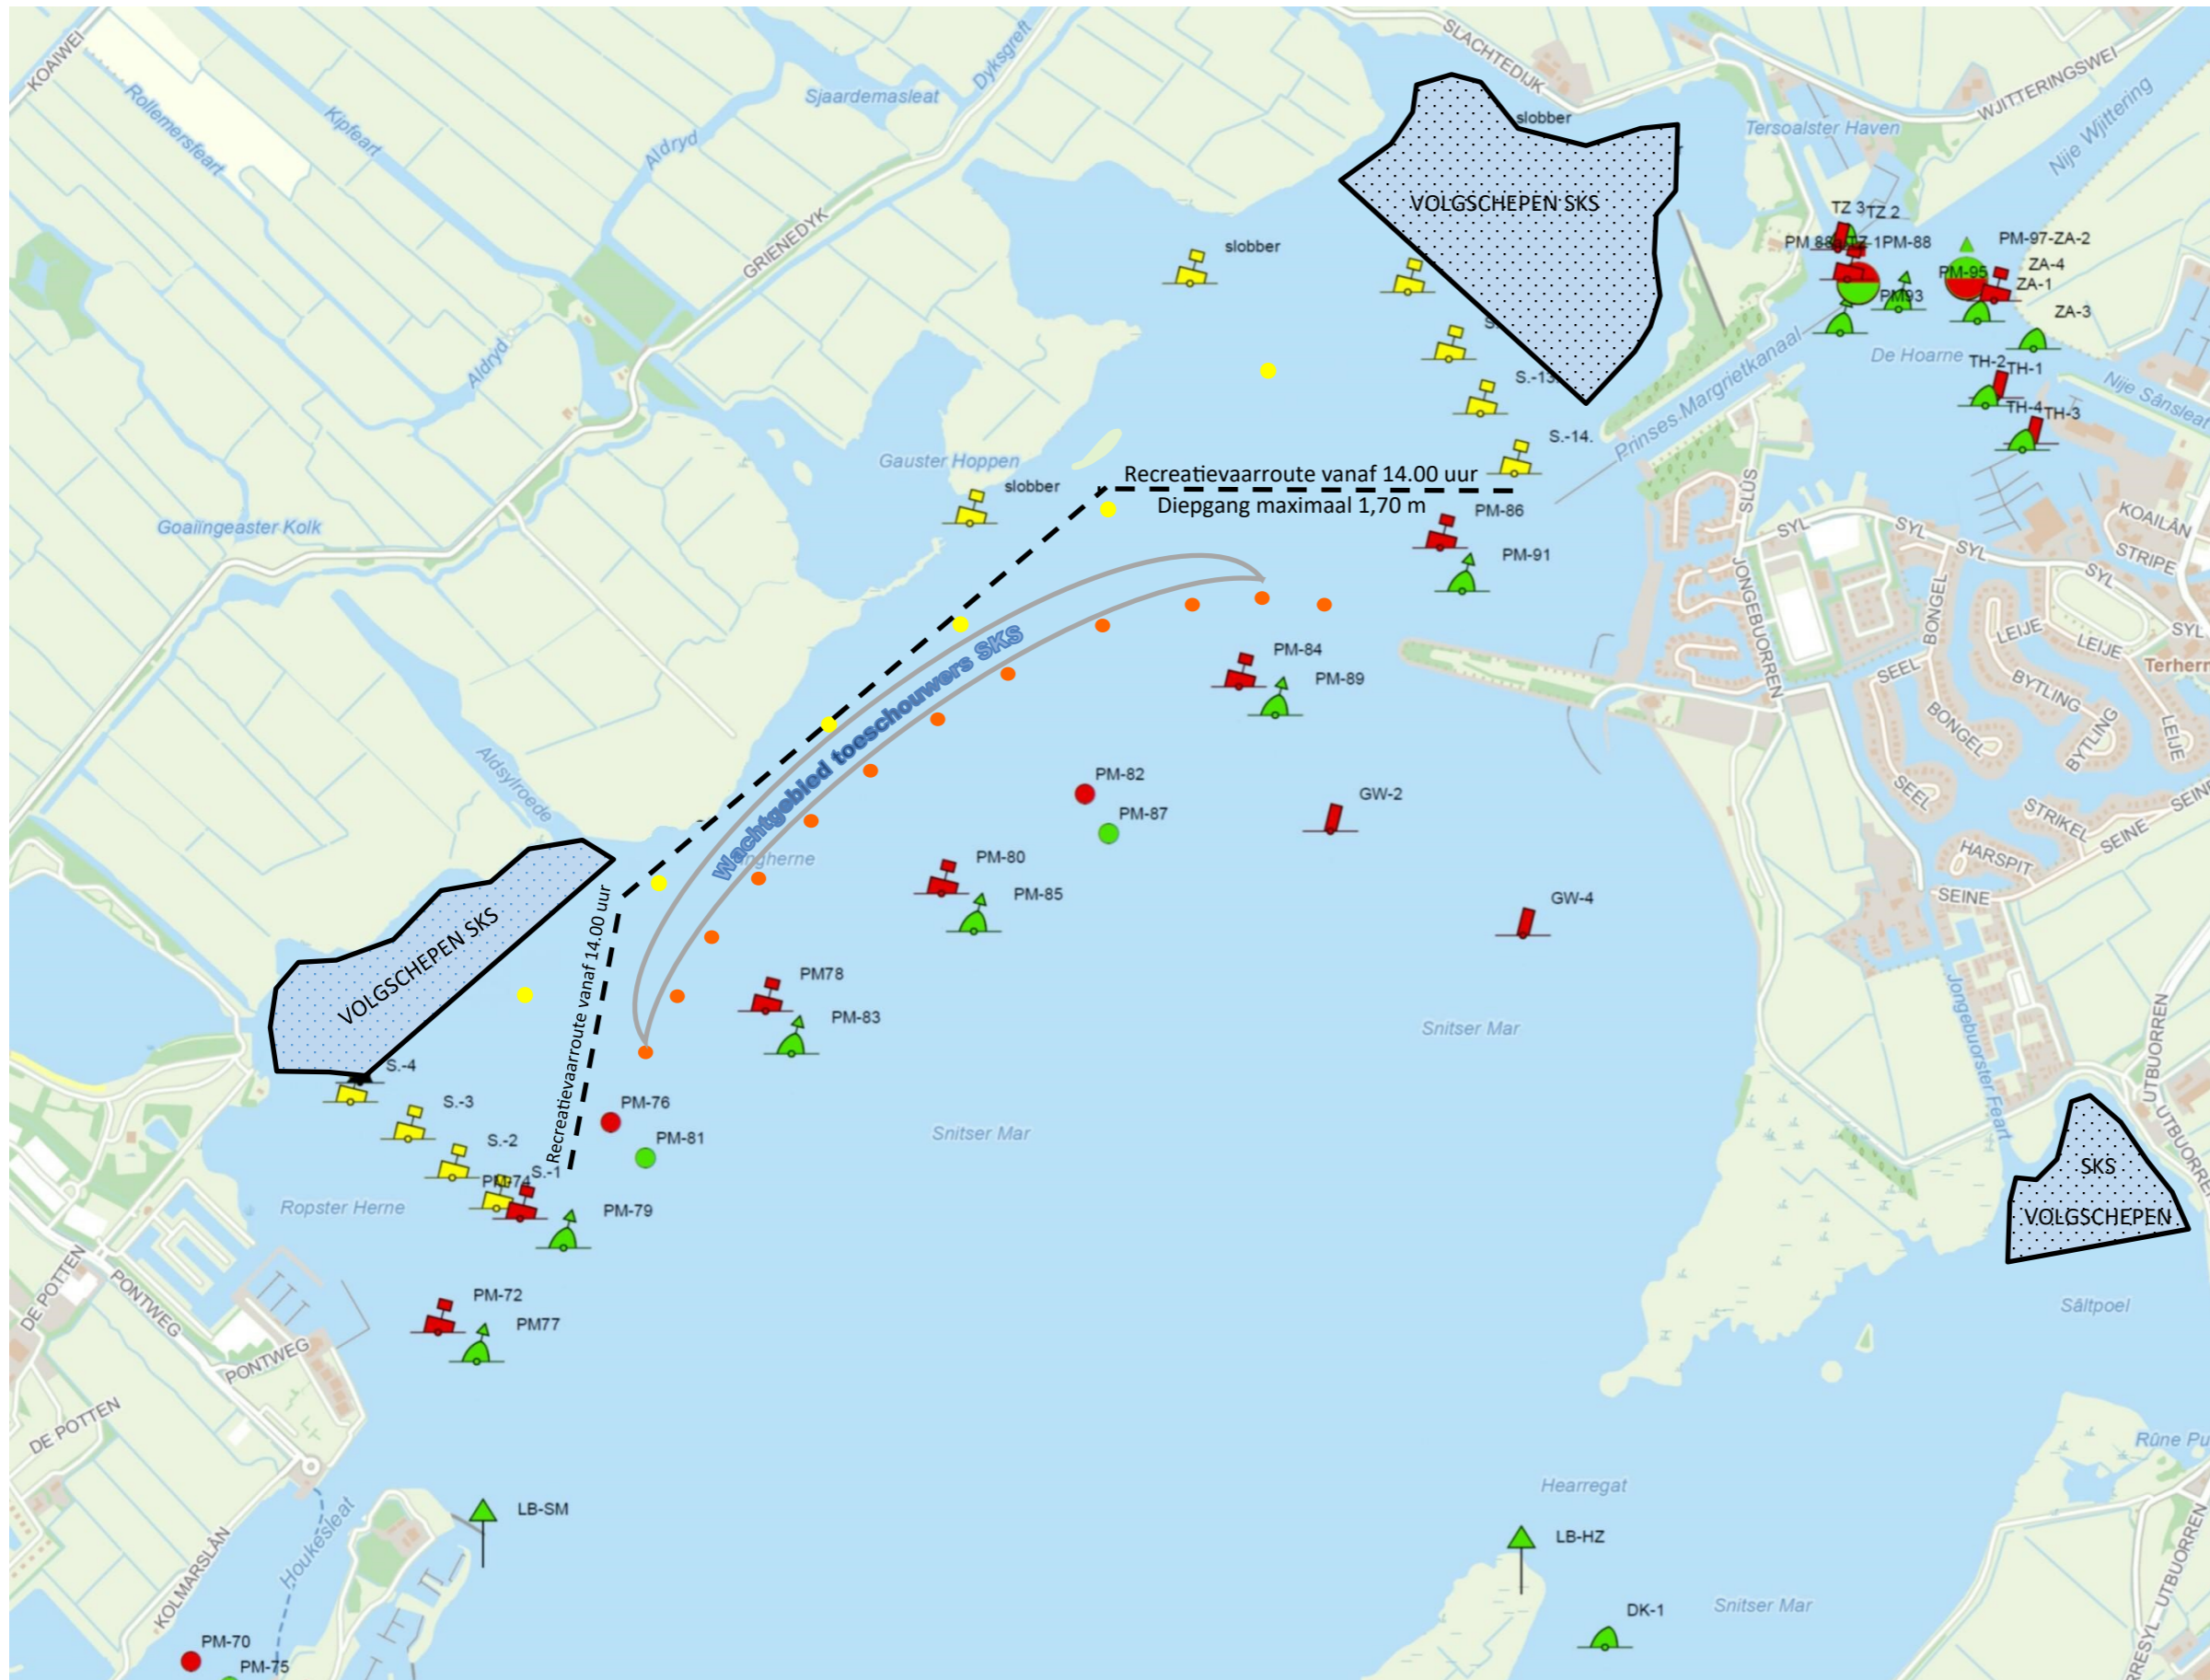 KOAIWEI
Rollemersfeart
Kipfeart
Aldryd
Sjaardemasleat
Dyksgreft
GRIENEDYK
Aldryd
SLACHTEDIJK
slobber
Tersoalster Haven
WJITTERINGSWEI
Nije Wjittering
VOLGSCHEPEN SKS
TZ 3
TZ 2
PM-88
PM-97-ZA-2
PM-95
ZA-4
ZA-1
PM93
ZA-3
De Hoarne
TH-2
TH-1
TH-4
TH-3
Nije Sânsleat
slobber
S.-13.
S.-14.
Prinses-Margrietkanaal
Gauster Hoppen
slobber
Goaiïngeaster Kolk
Recreatievaarroute vanaf 14.00 uur
Diepgang maximaal 1,70 m
PM-86
PM-91
SLÛS
SYL
SYL
SYL
SYL
SYL
KOAILÂN
STRIPE
JONGEBUORREN
BONGEL
LEIJE
LEIJE
LEIJE
SEEL
BYTLING
BYTLING
BONGEL
SEEL
STRIKEL
SEINE
HARSPIT
SEINE
Wachtgebied toeschouwers SKS
PM-84
PM-89
Aldsylroede
PM-82
PM-87
GW-2
PM-80
PM-85
GW-4
VOLGSCHEPEN SKS
Recreatievaarroute vanaf 14.00 uur
PM78
PM-83
Snitser Mar
Jongebuorster Feart
UTBUORREN
S.-4
S.-3
S.-2
S.-1
PM-74
PM-76
PM-81
PM-79
Snitser Mar
Ropster Herne
SKS
VOLGSCHEPEN
DE POTTEN
PONTWEG
PONTWEG
PM-72
PM77
Sâltpoel
DE POTTEN
Hearregat
LB-SM
LB-HZ
Houkesleat
KOLMARSLÂN
DK-1
Snitser Mar
UTBUORREN
PM-70
PM-75